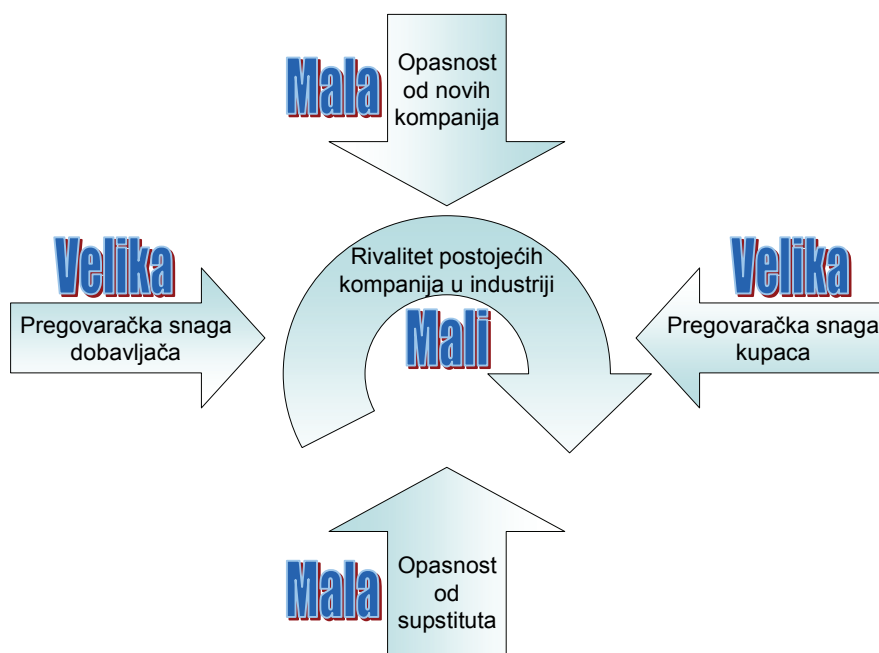 Mala
Opasnost
od novih
kompanija
Velika
Pregovaračka snaga
dobavljača
Rivalitet postojećih
kompanija u industriji
Mali
Velika
Pregovaračka snaga
kupaca
Mala
Opasnost
od
supstituta